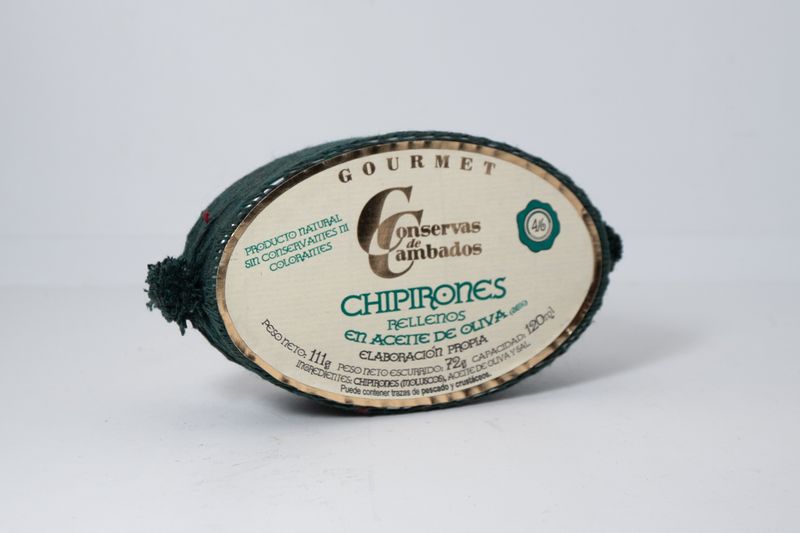 GOURMET
Conservas
de
Cambados
4/6
PRODUCTO NATURAL
SIN CONSERVANTES NI
COLORANTES
CHIPIRONES
RELLENOS
EN ACEITE DE OLIVA
ELABORACIÓN PROPIA
PESO NETO: 111g PESO NETO ESCURRIDO: 72g CAPACIDAD: 120ml
INGREDIENTES: CHIPIRONES (MOLUSCOS), ACEITE DE OLIVA Y SAL.
Puede contener trazas de pescado y crustáceos.